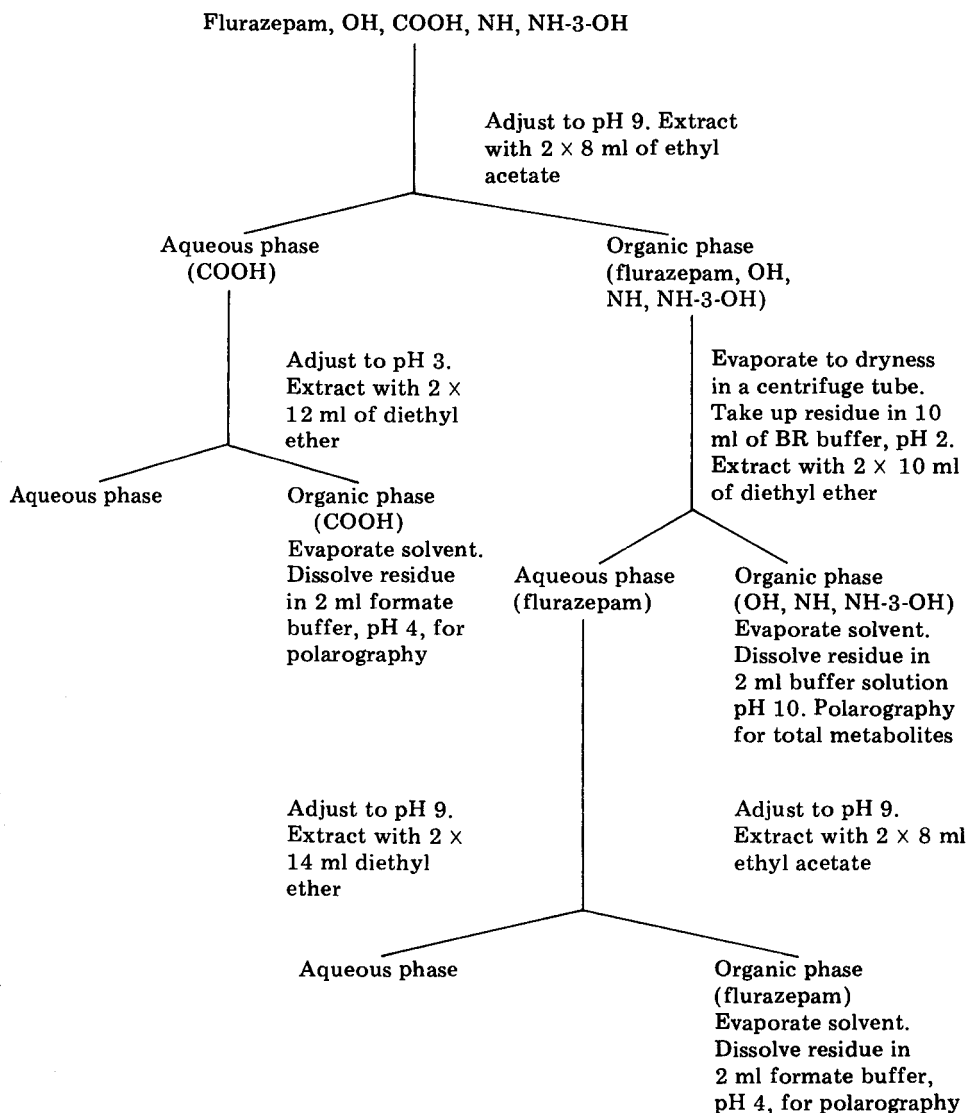 Flurazepam, OH, COOH, NH, NH-3-OH
Adjust to pH 9. Extract
with 2 × 8 ml of ethyl
acetate
Aqueous phase
(COOH)
Organic phase
(flurazepam, OH,
NH, NH-3-OH)
Adjust to pH 3.
Extract with 2 ×
12 ml of diethyl
ether
Evaporate to dryness
in a centrifuge tube.
Take up residue in 10
ml of BR buffer, pH 2.
Extract with 2 × 10 ml
of diethyl ether
Aqueous phase
Organic phase
(COOH)
Evaporate solvent.
Dissolve residue
in 2 ml formate
buffer, pH 4, for
polarography
Aqueous phase
(flurazepam)
Organic phase
(OH, NH, NH-3-OH)
Evaporate solvent.
Dissolve residue in
2 ml buffer solution
pH 10. Polarography
for total metabolites
Adjust to pH 9.
Extract with 2 ×
14 ml diethyl
ether
Adjust to pH 9.
Extract with 2 × 8 ml
ethyl acetate
Aqueous phase
Organic phase
(flurazepam)
Evaporate solvent.
Dissolve residue in
2 ml formate buffer,
pH 4, for polarography